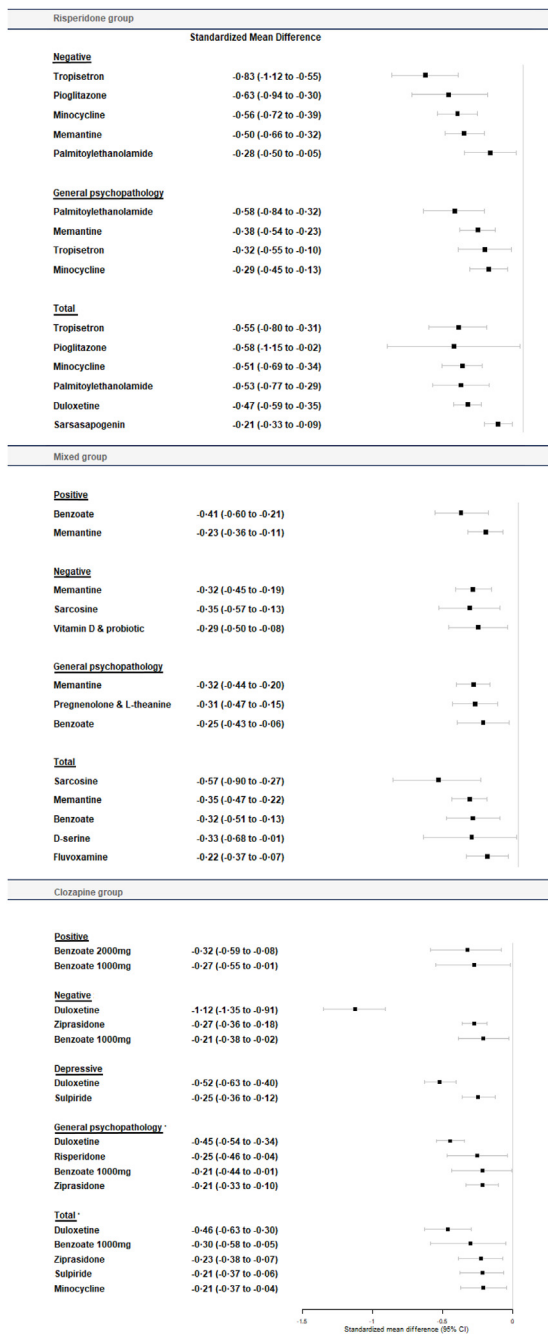 Risperidone group
Standardized Mean Difference
Negative
Tropisetron -0·83 (-1·12 to -0·55)
Pioglitazone -0·63 (-0·94 to -0·30)
Minocycline -0·56 (-0·72 to -0·39)
Memantine -0·50 (-0·66 to -0·32)
Palmitoylethanolamide -0·28 (-0·50 to -0·05)
General psychopathology
Palmitoylethanolamide -0·58 (-0·84 to -0·32)
Memantine -0·38 (-0·54 to -0·23)
Tropisetron -0·32 (-0·55 to -0·10)
Minocycline -0·29 (-0·45 to -0·13)
Total
Tropisetron -0·55 (-0·80 to -0·31)
Pioglitazone -0·58 (-1·15 to -0·02)
Minocycline -0·51 (-0·69 to -0·34)
Palmitoylethanolamide -0·53 (-0·77 to -0·29)
Duloxetine -0·47 (-0·59 to -0·35)
Sarsasapogenin -0·21 (-0·33 to -0·09)
Mixed group
Positive
Benzoate -0·41 (-0·60 to -0·21)
Memantine -0·23 (-0·36 to -0·11)
Negative
Memantine -0·32 (-0·45 to -0·19)
Sarcosine -0·35 (-0·57 to -0·13)
Vitamin D & probiotic -0·29 (-0·50 to -0·08)
General psychopathology
Memantine -0·32 (-0·44 to -0·20)
Pregnenolone & L-theanine -0·31 (-0·47 to -0·15)
Benzoate -0·25 (-0·43 to -0·06)
Total
Sarcosine -0·57 (-0·90 to -0·27)
Memantine -0·35 (-0·47 to -0·22)
Benzoate -0·32 (-0·51 to -0·13)
D-serine -0·33 (-0·68 to -0·01)
Fluvoxamine -0·22 (-0·37 to -0·07)
Clozapine group
Positive
Benzoate 2000mg -0·32 (-0·59 to -0·08)
Benzoate 1000mg -0·27 (-0·55 to -0·01)
Negative
Duloxetine -1·12 (-1·35 to -0·91)
Ziprasidone -0·27 (-0·36 to -0·18)
Benzoate 1000mg -0·21 (-0·38 to -0·02)
Depressive
Duloxetine -0·52 (-0·63 to -0·40)
Sulpiride -0·25 (-0·36 to -0·12)
General psychopathology *
Duloxetine -0·45 (-0·54 to -0·34)
Risperidone -0·25 (-0·46 to -0·04)
Benzoate 1000mg -0·21 (-0·44 to -0·01)
Ziprasidone -0·21 (-0·33 to -0·10)
Total *
Duloxetine -0·46 (-0·63 to -0·30)
Benzoate 1000mg -0·30 (-0·58 to -0·05)
Ziprasidone -0·23 (-0·38 to -0·07)
Sulpiride -0·21 (-0·37 to -0·06)
Minocycline -0·21 (-0·37 to -0·04)
-1.5 -1 -0.5 0
Standardized mean difference (95% CI)